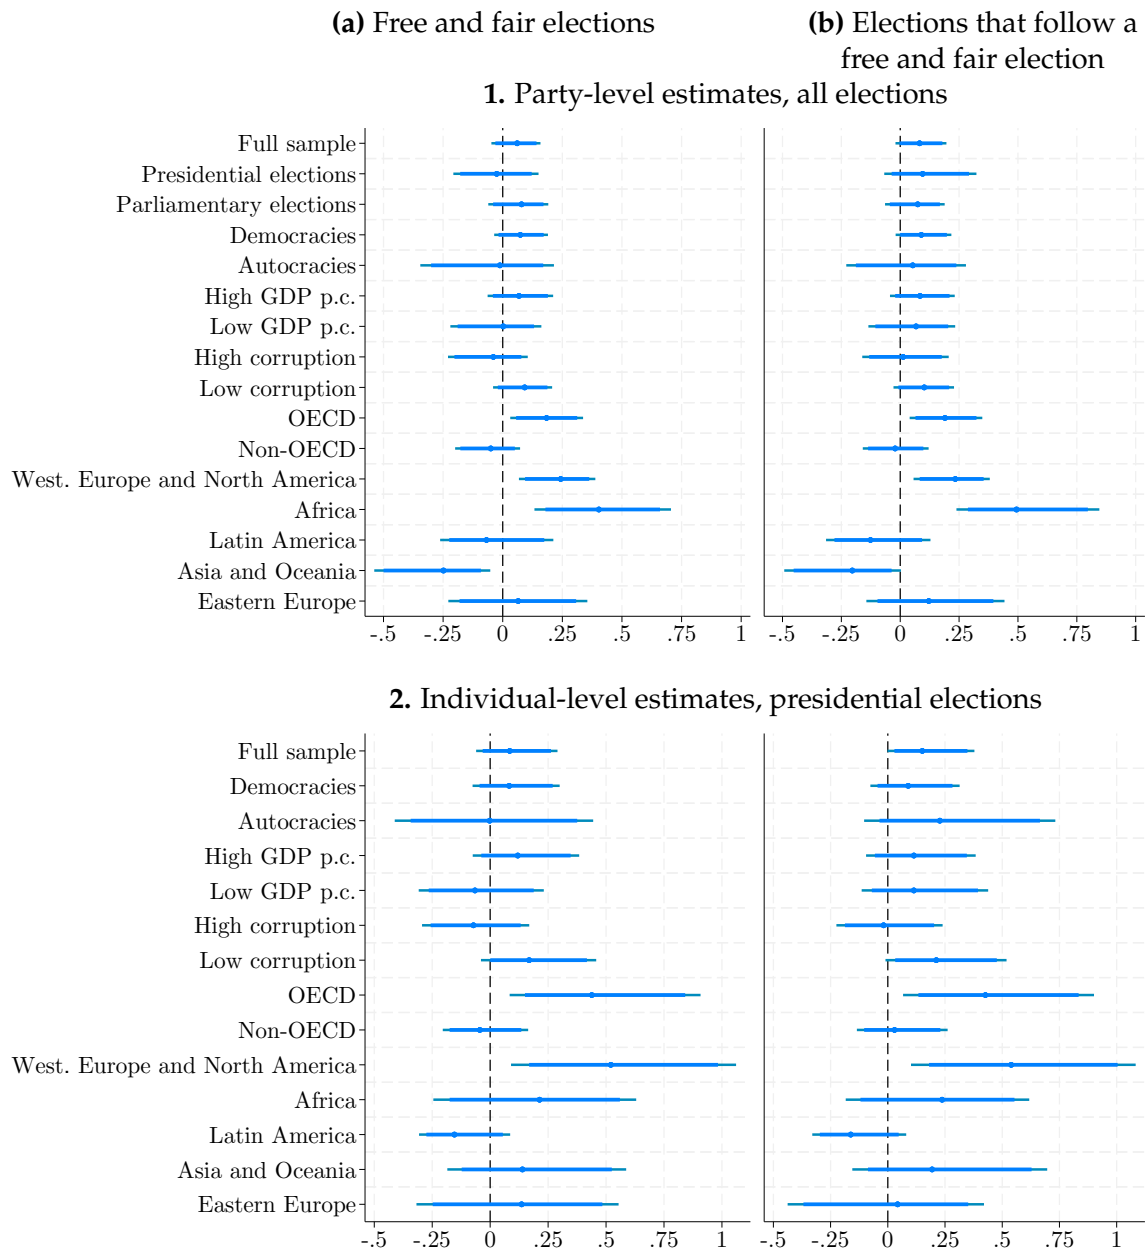 (a) Free and fair elections
(b) Elections that follow a
free and fair election
1. Party-level estimates, all elections
Full sample
Presidential elections
Parliamentary elections
Democracies
Autocracies
High GDP p.c.
Low GDP p.c.
High corruption
Low corruption
OECD
Non-OECD
West. Europe and North America
Africa
Latin America
Asia and Oceania
Eastern Europe
-.5 -.25 0 .25 .5 .75 1
-.5 -.25 0 .25 .5 .75 1
2. Individual-level estimates, presidential elections
Full sample
Democracies
Autocracies
High GDP p.c.
Low GDP p.c.
High corruption
Low corruption
OECD
Non-OECD
West. Europe and North America
Africa
Latin America
Asia and Oceania
Eastern Europe
-.5 -.25 0 .25 .5 .75 1
-.5 -.25 0 .25 .5 .75 1